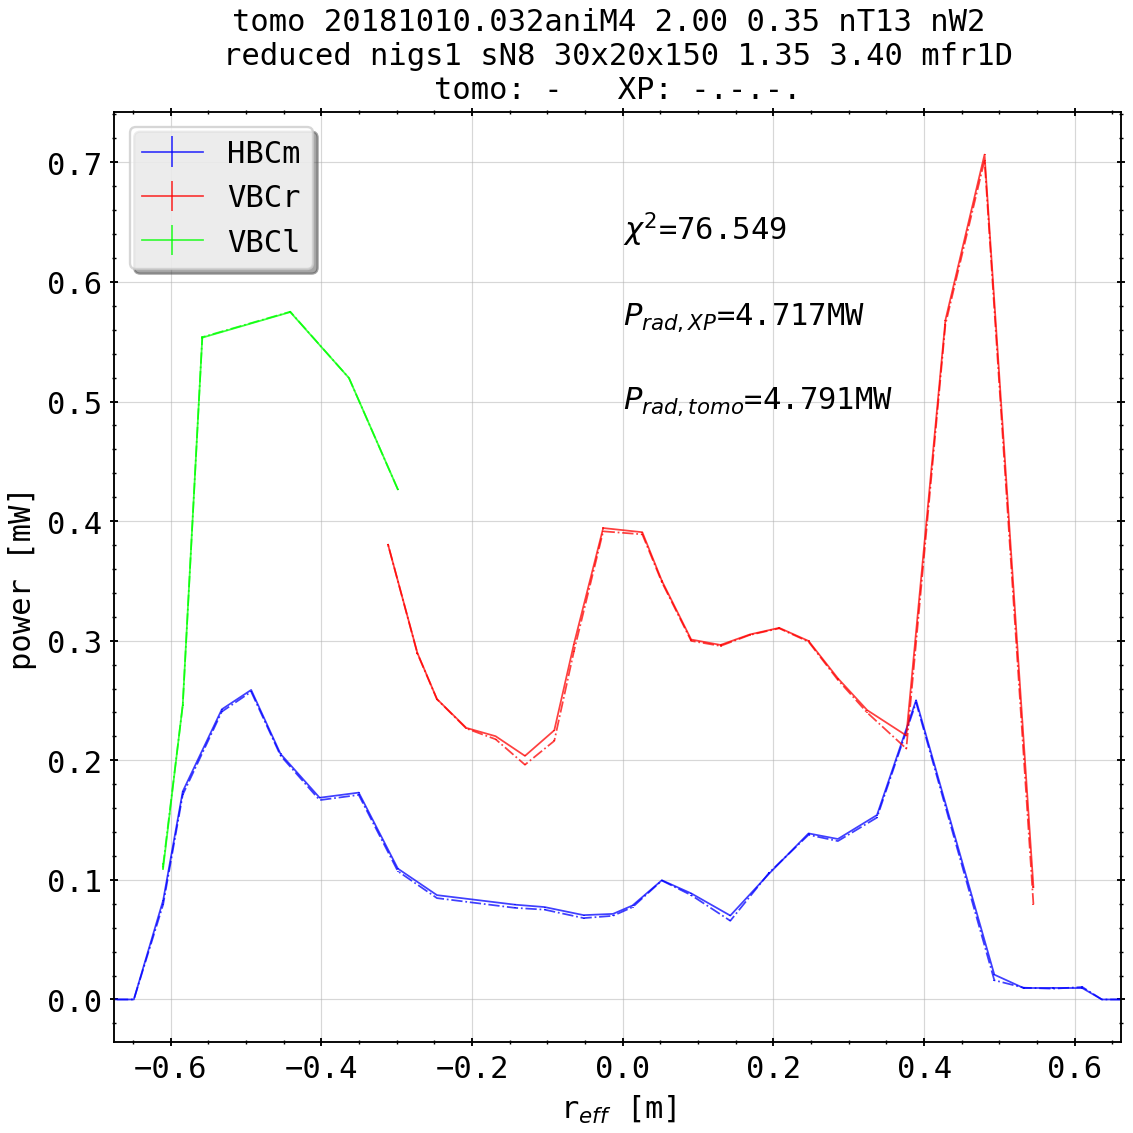 tomo 20181010.032aniM4 2.00 0.35 nT13 nW2
reduced nigs1 sN8 30x20x150 1.35 3.40 mfr1D
tomo: -   XP: -.-.-.
HBCm
VBCr
VBCl
χ²=76.549
P_rad,XP=4.717MW
P_rad,tomo=4.791MW
power [mW]
0.7
0.6
0.5
0.4
0.3
0.2
0.1
0.0
−0.6 −0.4 −0.2 0.0 0.2 0.4 0.6
r_eff [m]